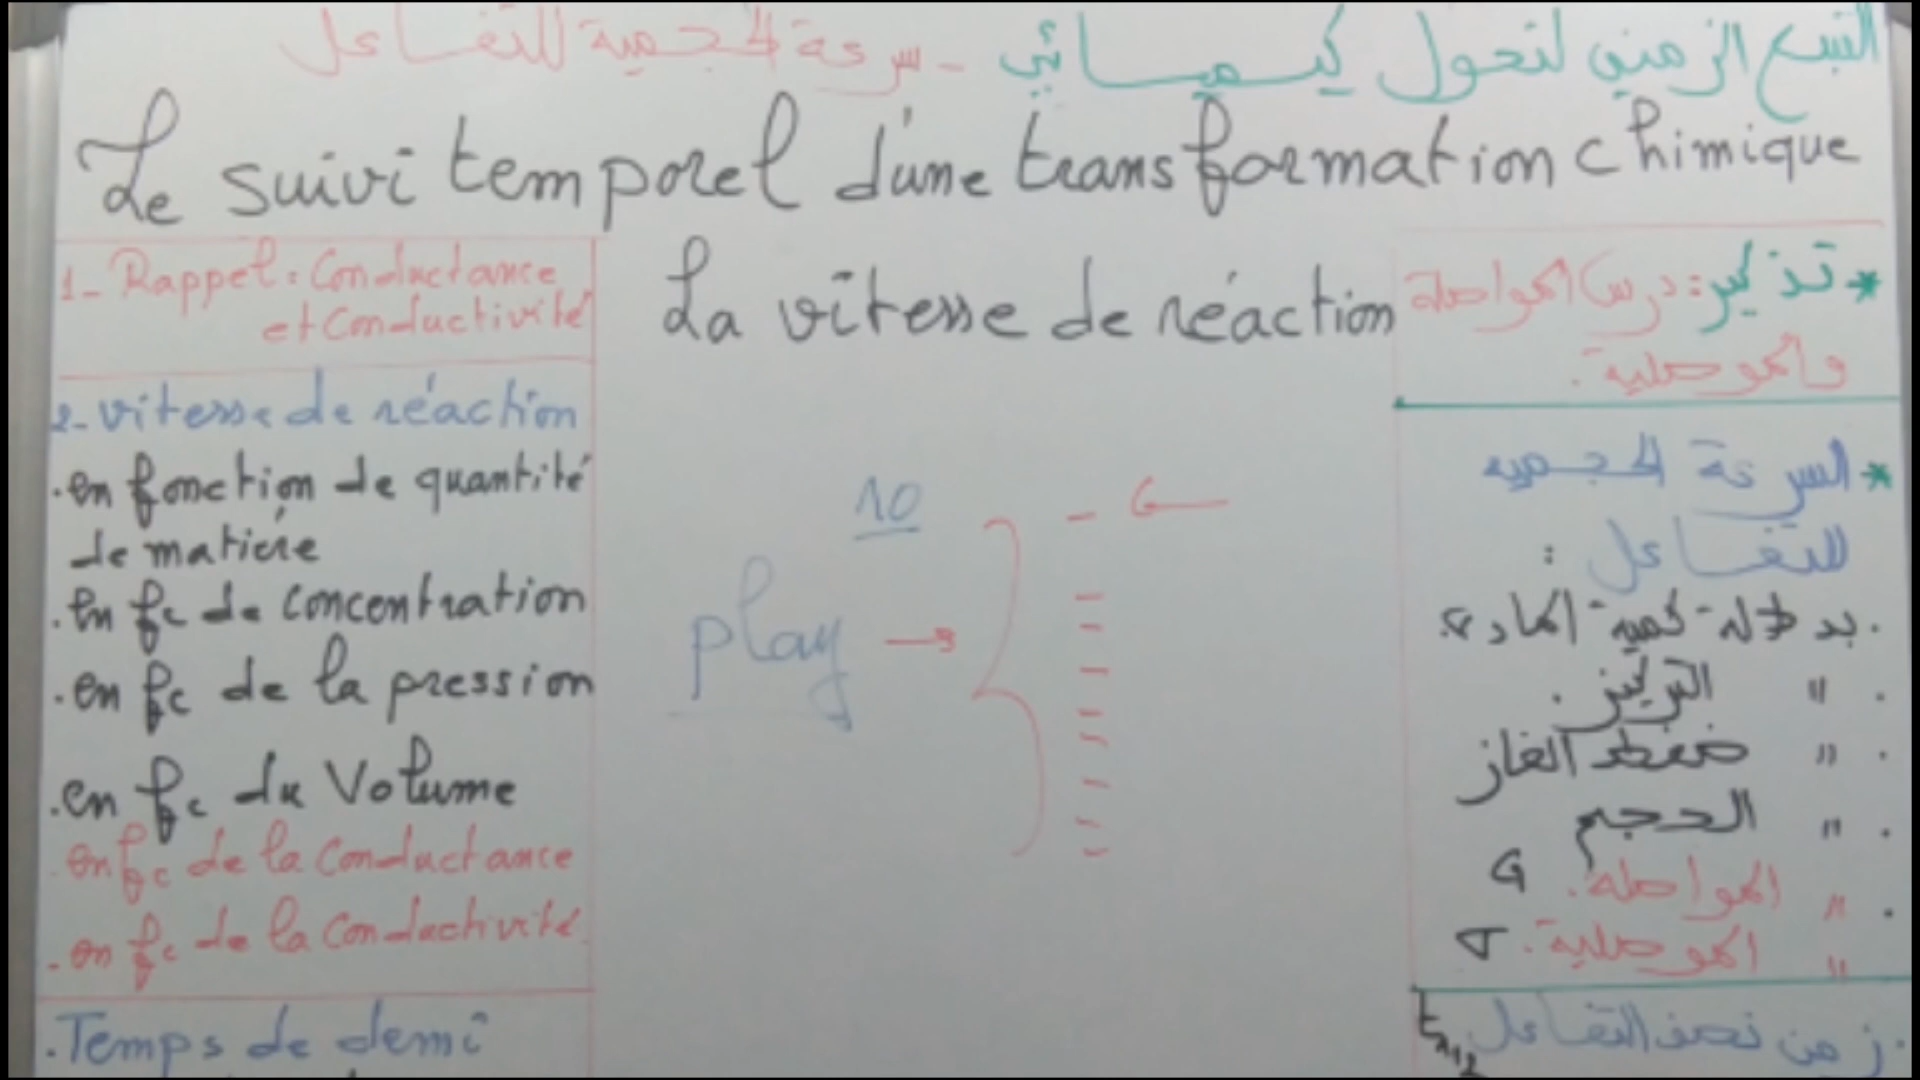 التتبع الزمني لتحول كيميائي - سرعة الحجمية للتفاعل
Le suivi temporel d'une transformation chimique
La vitesse de réaction
1- Rappel: Conductance
et Conductivité
2- vitesse de réaction
. en fonction de quantité
de matière
. en fc de concentration
. en fc de la pression
. en fc du Volume
. en fc de la Conductance
. en fc de la Conductivité
. Temps de demi
10
play
* تذكير: درس المواصلة
والموصلية.
* السرعة الحجمية
للتفاعل :
. بدلالة كمية المادة.
. " التركيز.
. " ضغط الغاز
. " الحجم
. " المواصلة. G
" الموصلية. σ
. زمن نصف التفاعل t1/2